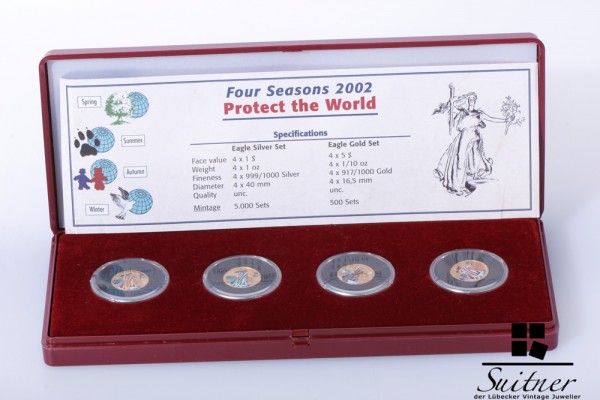 Four Seasons 2002
Protect the World
Spring
Summer
Autumn
Winter
Specifications
Eagle Silver Set Eagle Gold Set
Face value 4 x 1 $ 4 x 5 $
Weight 4 x 1 oz 4 x 1/10 oz
Fineness 4 x 999/1000 Silver 4 x 917/1000 Gold
Diameter 4 x 40 mm 4 x 16,5 mm
Quality unc. unc.
Mintage 5.000 Sets 500 Sets
Suitner
der Lübecker Vintage Juwelier